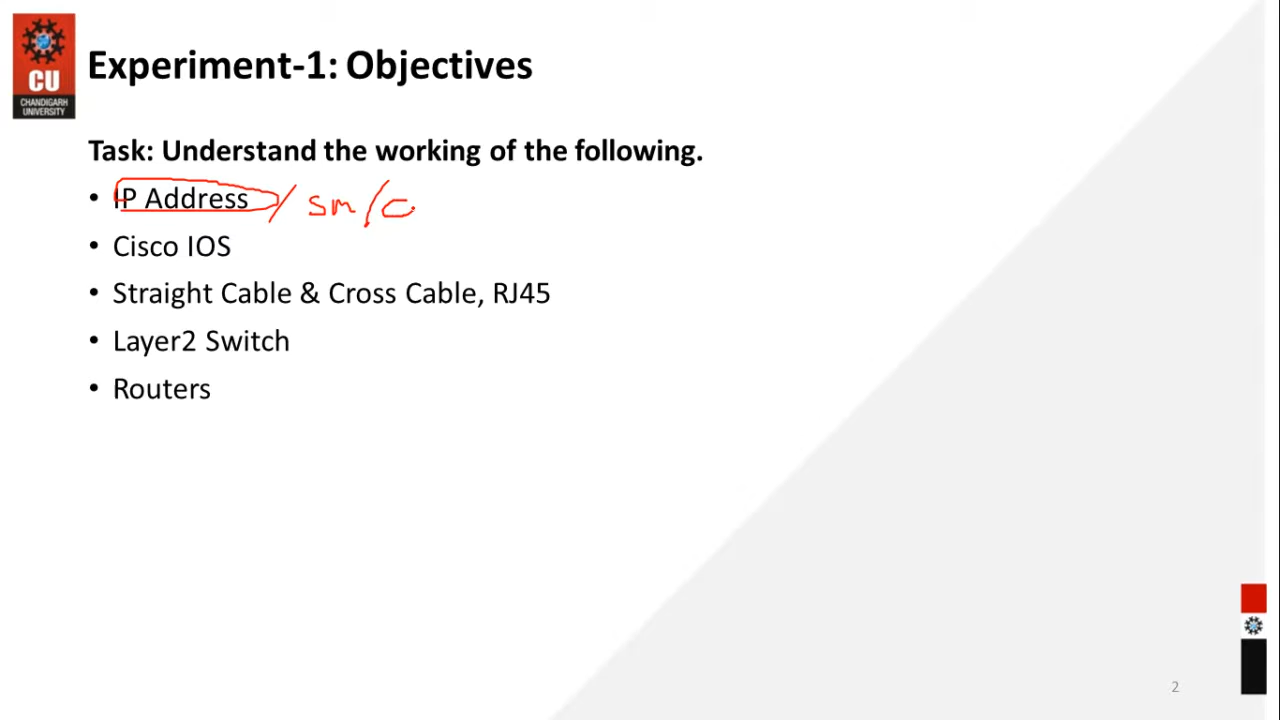 CU
CHANDIGARH
UNIVERSITY
Experiment-1: Objectives
Task: Understand the working of the following.
• IP Address / sm/C
• Cisco IOS
• Straight Cable & Cross Cable, RJ45
• Layer2 Switch
• Routers
2